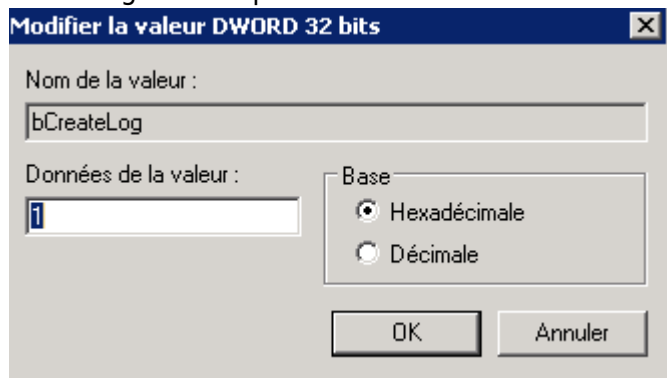 Modifier la valeur DWORD 32 bits
Nom de la valeur :
bCreateLog
Données de la valeur :
1
Base
Hexadécimale
Décimale
OK
Annuler